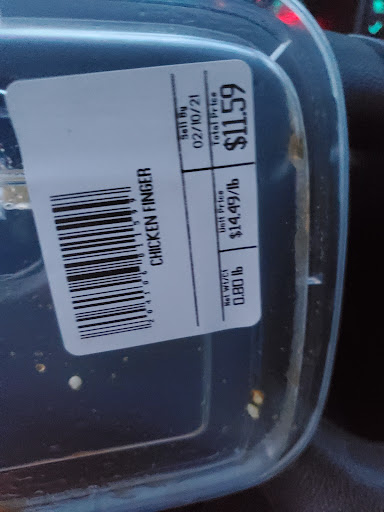 Sell By
02/10/21
Net Wt/Ct
0.80 lb
Unit Price
$14.49/lb
Total Price
$11.59
CHICKEN FINGER